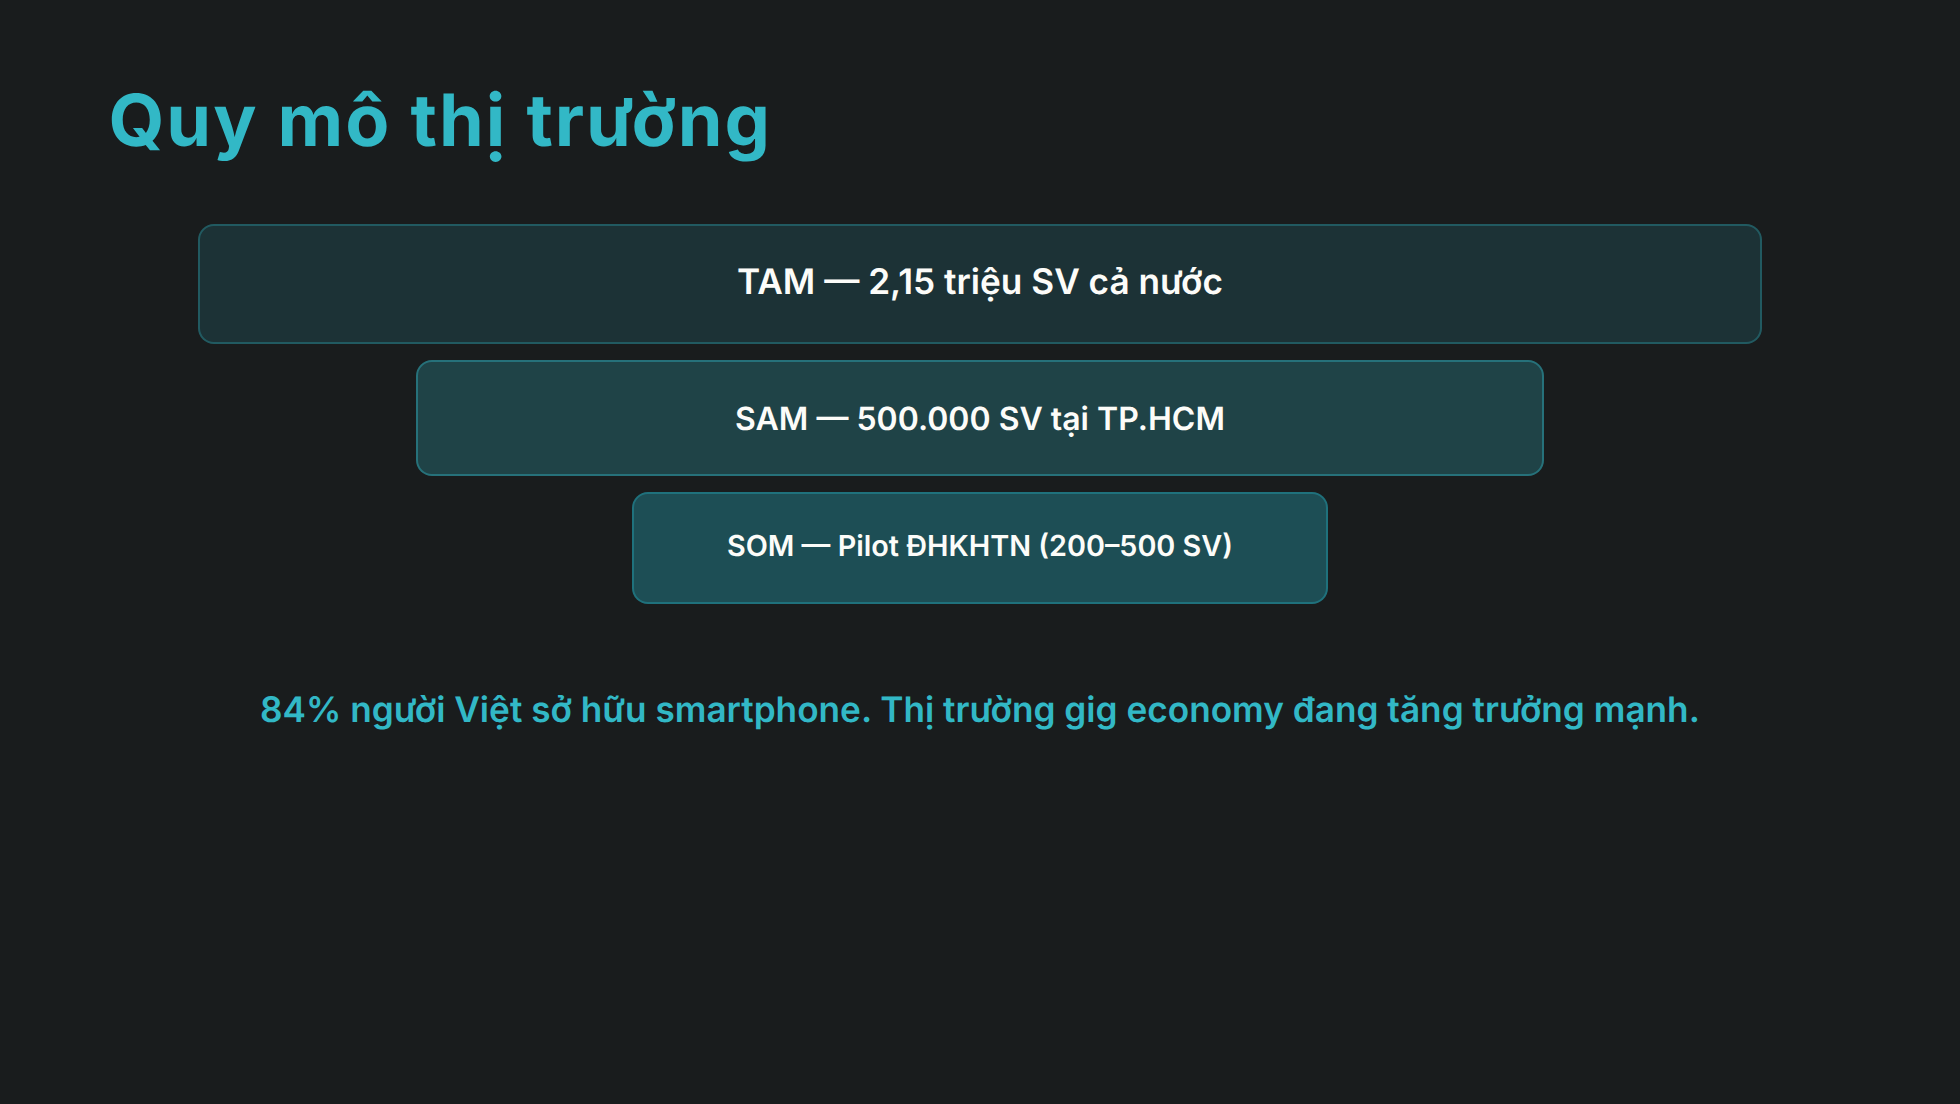 Quy mô thị trường
TAM — 2,15 triệu SV cả nước
SAM — 500.000 SV tại TP.HCM
SOM — Pilot ĐHKHTN (200–500 SV)
84% người Việt sở hữu smartphone. Thị trường gig economy đang tăng trưởng mạnh.